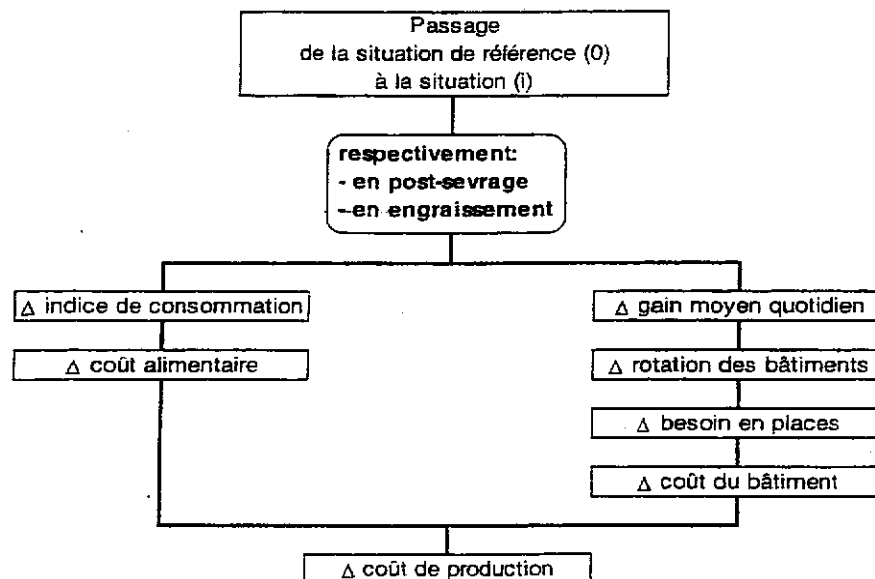 Passage
de la situation de référence (0)
à la situation (i)
respectivement:
- en post-sevrage
- en engraissement
Δ indice de consommation
Δ coût alimentaire
Δ gain moyen quotidien
Δ rotation des bâtiments
Δ besoin en places
Δ coût du bâtiment
Δ coût de production